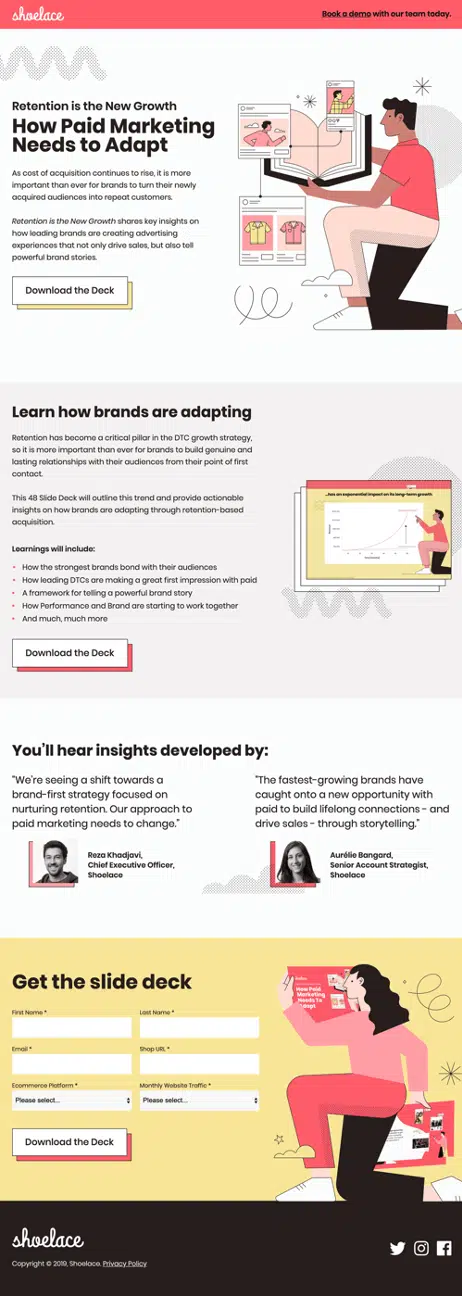 shoelace
Book a demo with our team today.
Retention is the New Growth
How Paid Marketing
Needs to Adapt
As cost of acquisition continues to rise, it is more
important than ever for brands to turn their newly
acquired audiences into repeat customers.
Retention is the New Growth shares key insights on
how leading brands are creating advertising
experiences that not only drive sales, but also tell
powerful brand stories.
Download the Deck
Learn how brands are adapting
Retention has become a critical pillar in the DTC growth strategy,
so it is more important than ever for brands to build genuine and
lasting relationships with their audiences from their point of first
contact.
This 48 Slide Deck will outline this trend and provide actionable
insights on how brands are adapting through retention-based
acquisition.
Learnings will include:
• How the strongest brands bond with their audiences
• How leading DTCs are making a great first impression with paid
• A framework for telling a powerful brand story
• How Performance and Brand are starting to work together
• And much, much more
...has an exponential impact on its long-term growth
Download the Deck
You'll hear insights developed by:
"We're seeing a shift towards a
brand-first strategy focused on
nurturing retention. Our approach to
paid marketing needs to change."
Reza Khadjavi,
Chief Executive Officer,
Shoelace
"The fastest-growing brands have
caught onto a new opportunity with
paid to build lifelong connections - and
drive sales - through storytelling."
Aurélie Bangard,
Senior Account Strategist,
Shoelace
Get the slide deck
First Name *
Last Name *
Email *
Shop URL *
Ecommerce Platform *
Monthly Website Traffic *
Please select...
Please select...
Download the Deck
How Paid
Marketing
Needs To
Adapt
shoelace
Copyright © 2019, Shoelace. Privacy Policy